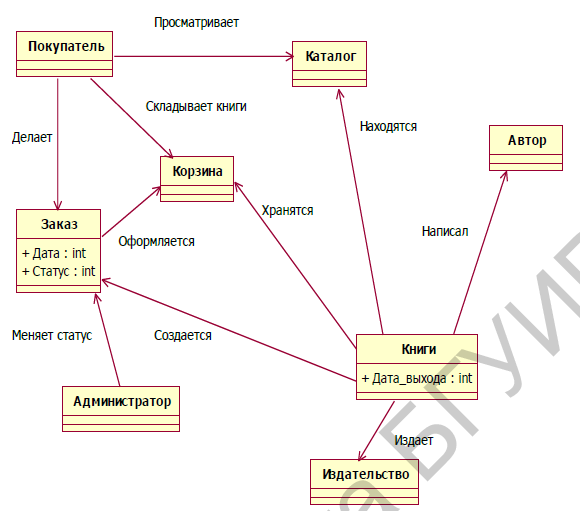 Просматривает
Покупатель
Каталог
Складывает книги
Находятся
Делает
Автор
Корзина
Заказ
Хранятся
+ Дата : int
+ Статус : int
Оформляется
Написал
Меняет статус
Создается
Книги
+ Дата_выхода : int
Администратор
Издает
Издательство
БГУИР